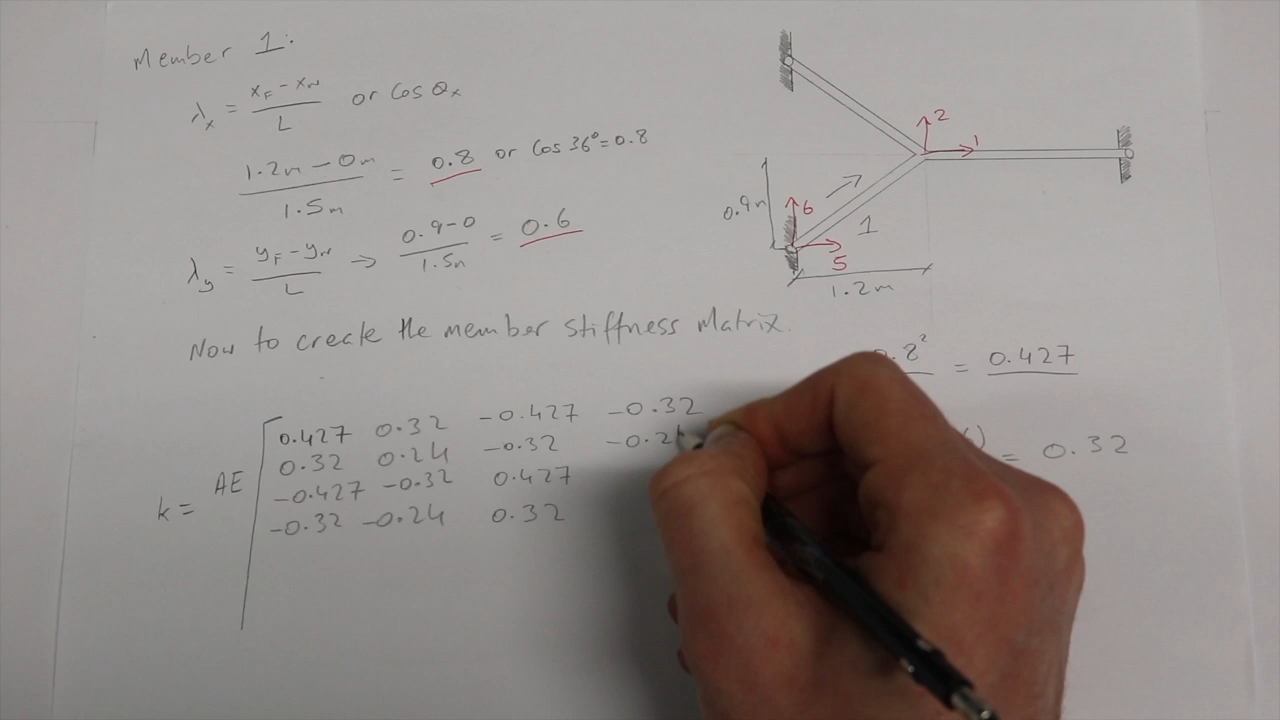 Member 1:
λx = xF - xN / L or Cos θx
1.2m - 0m / 1.5m = 0.8 or Cos 36° = 0.8
λy = yF - yN / L → 0.9 - 0 / 1.5m = 0.6
Now to create the member stiffness Matrix.
k = AE
0.427 0.32 -0.427 -0.32
0.32 0.24 -0.32
-0.427 -0.32 0.427
-0.32 -0.24 0.32
2
1
0.9m
6
1
5
1.2m
0.8² = 0.427
= 0.32